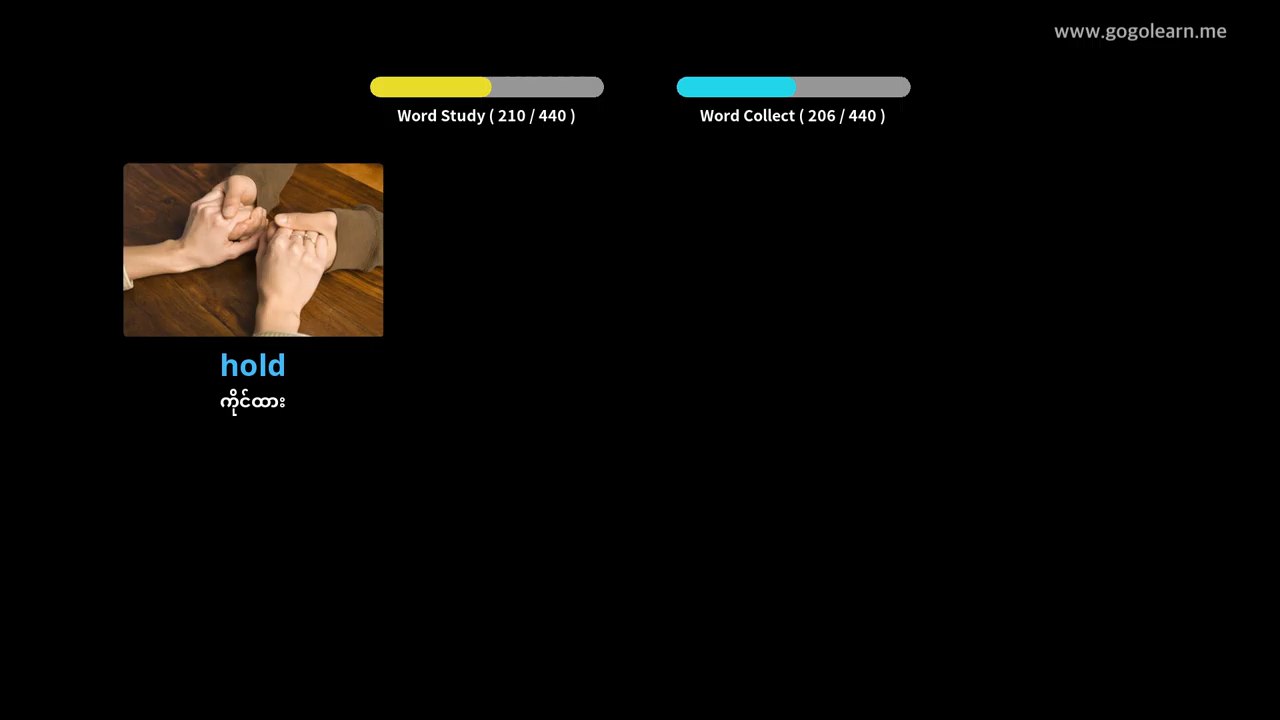 www.gogolearn.me
Word Study ( 210 / 440 )
Word Collect ( 206 / 440 )
hold
ကိုင်ထား